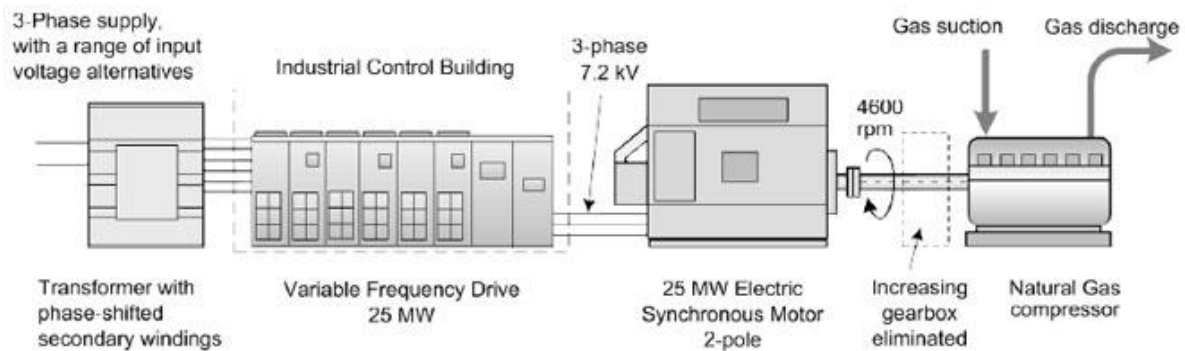 3-Phase supply,
with a range of input
voltage alternatives
Industrial Control Building
3-phase
7.2 kV
4600
rpm
Gas suction
Gas discharge
Transformer with
phase-shifted
secondary windings
Variable Frequency Drive
25 MW
25 MW Electric
Synchronous Motor
2-pole
Increasing
gearbox
eliminated
Natural Gas
compressor